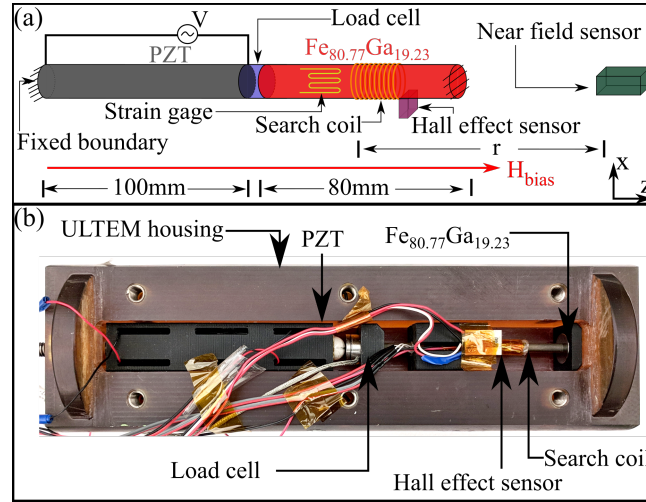 (a)
V
Load cell
PZT
Fe80.77Ga19.23
Near field sensor
Strain gage
Search coil
Hall effect sensor
Fixed boundary
r
x
Hbias
z
100mm
80mm
(b)
ULTEM housing
PZT
Fe80.77Ga19.23
Load cell
Search coil
Hall effect sensor